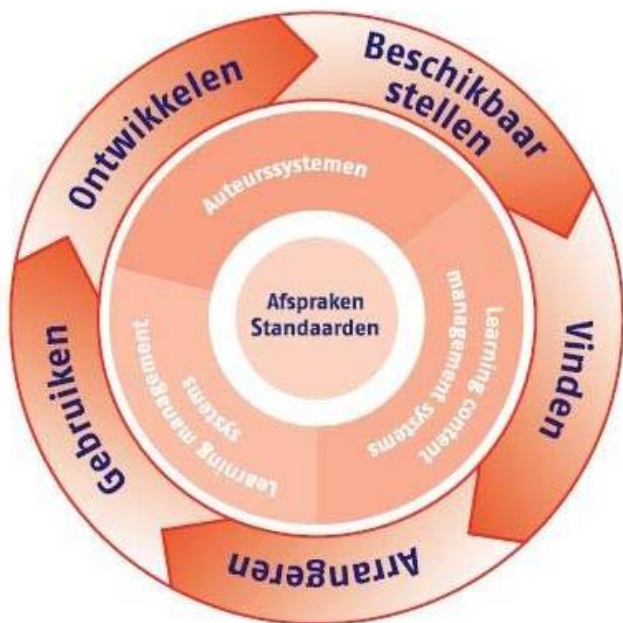 Ontwikkelen
Beschikbaar
stellen
Vinden
Arrangeren
Gebruiken
Auteurssystemen
Learning content
management systems
Learning management
systems
Afspraken
Standaarden